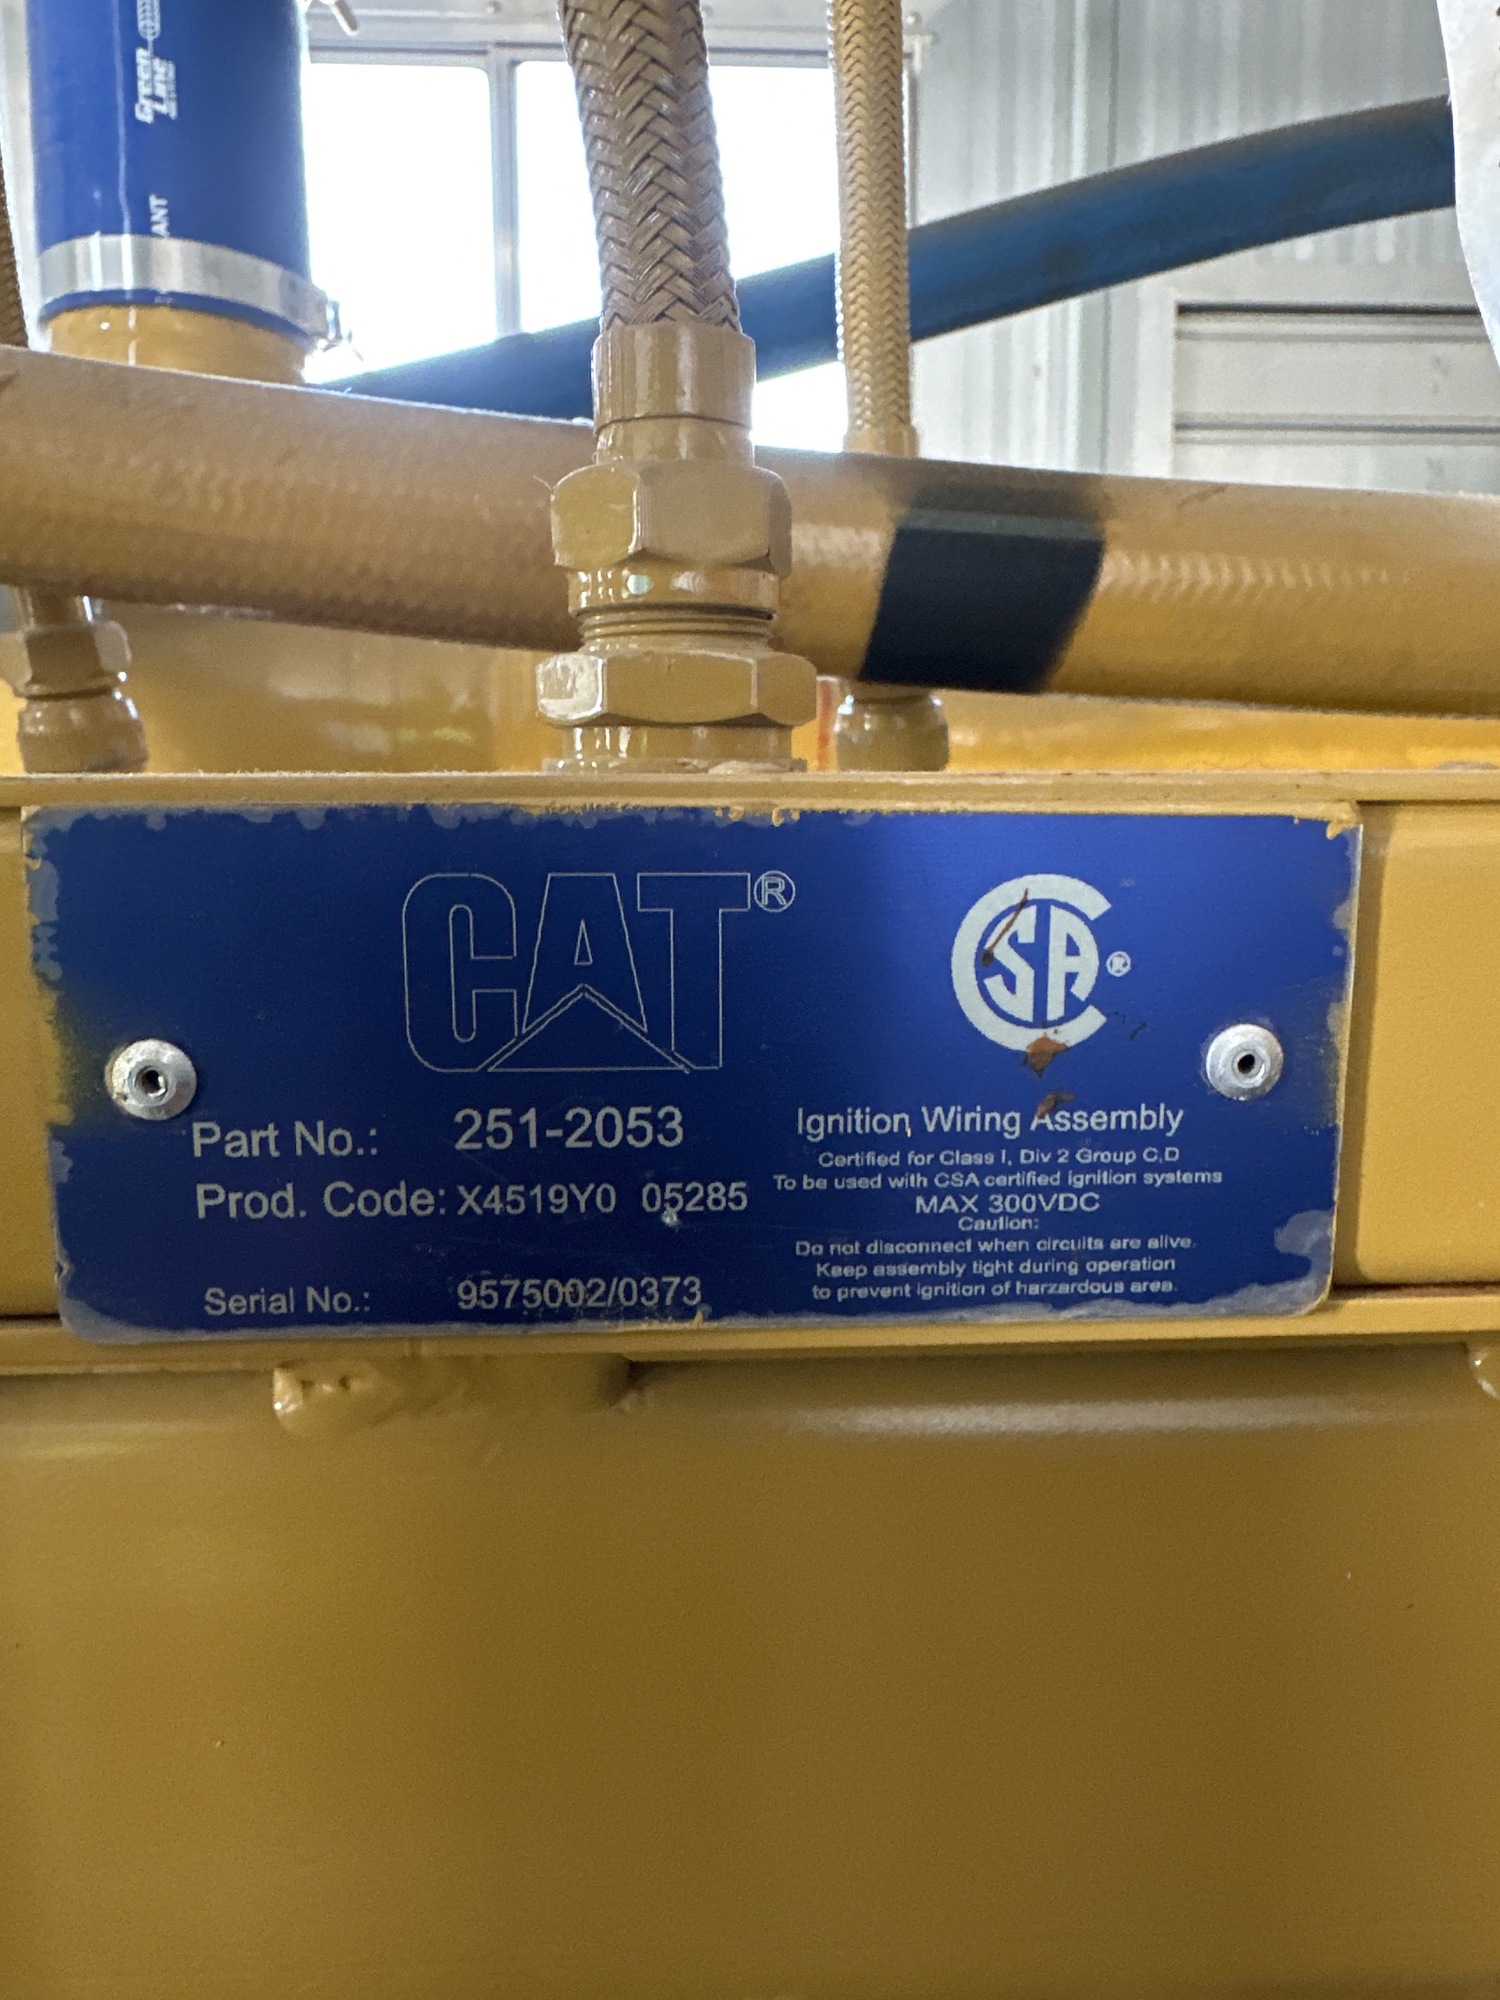 Green
Line
ANT
CAT®
CSA®
Part No.: 251-2053
Prod. Code: X4519Y0 05285
Serial No.: 9575002/0373
Ignition Wiring Assembly
Certified for Class I, Div 2 Group C,D
To be used with CSA certified ignition systems
MAX 300VDC
Caution:
Do not disconnect when circuits are alive.
Keep assembly tight during operation
to prevent ignition of harzardous area.